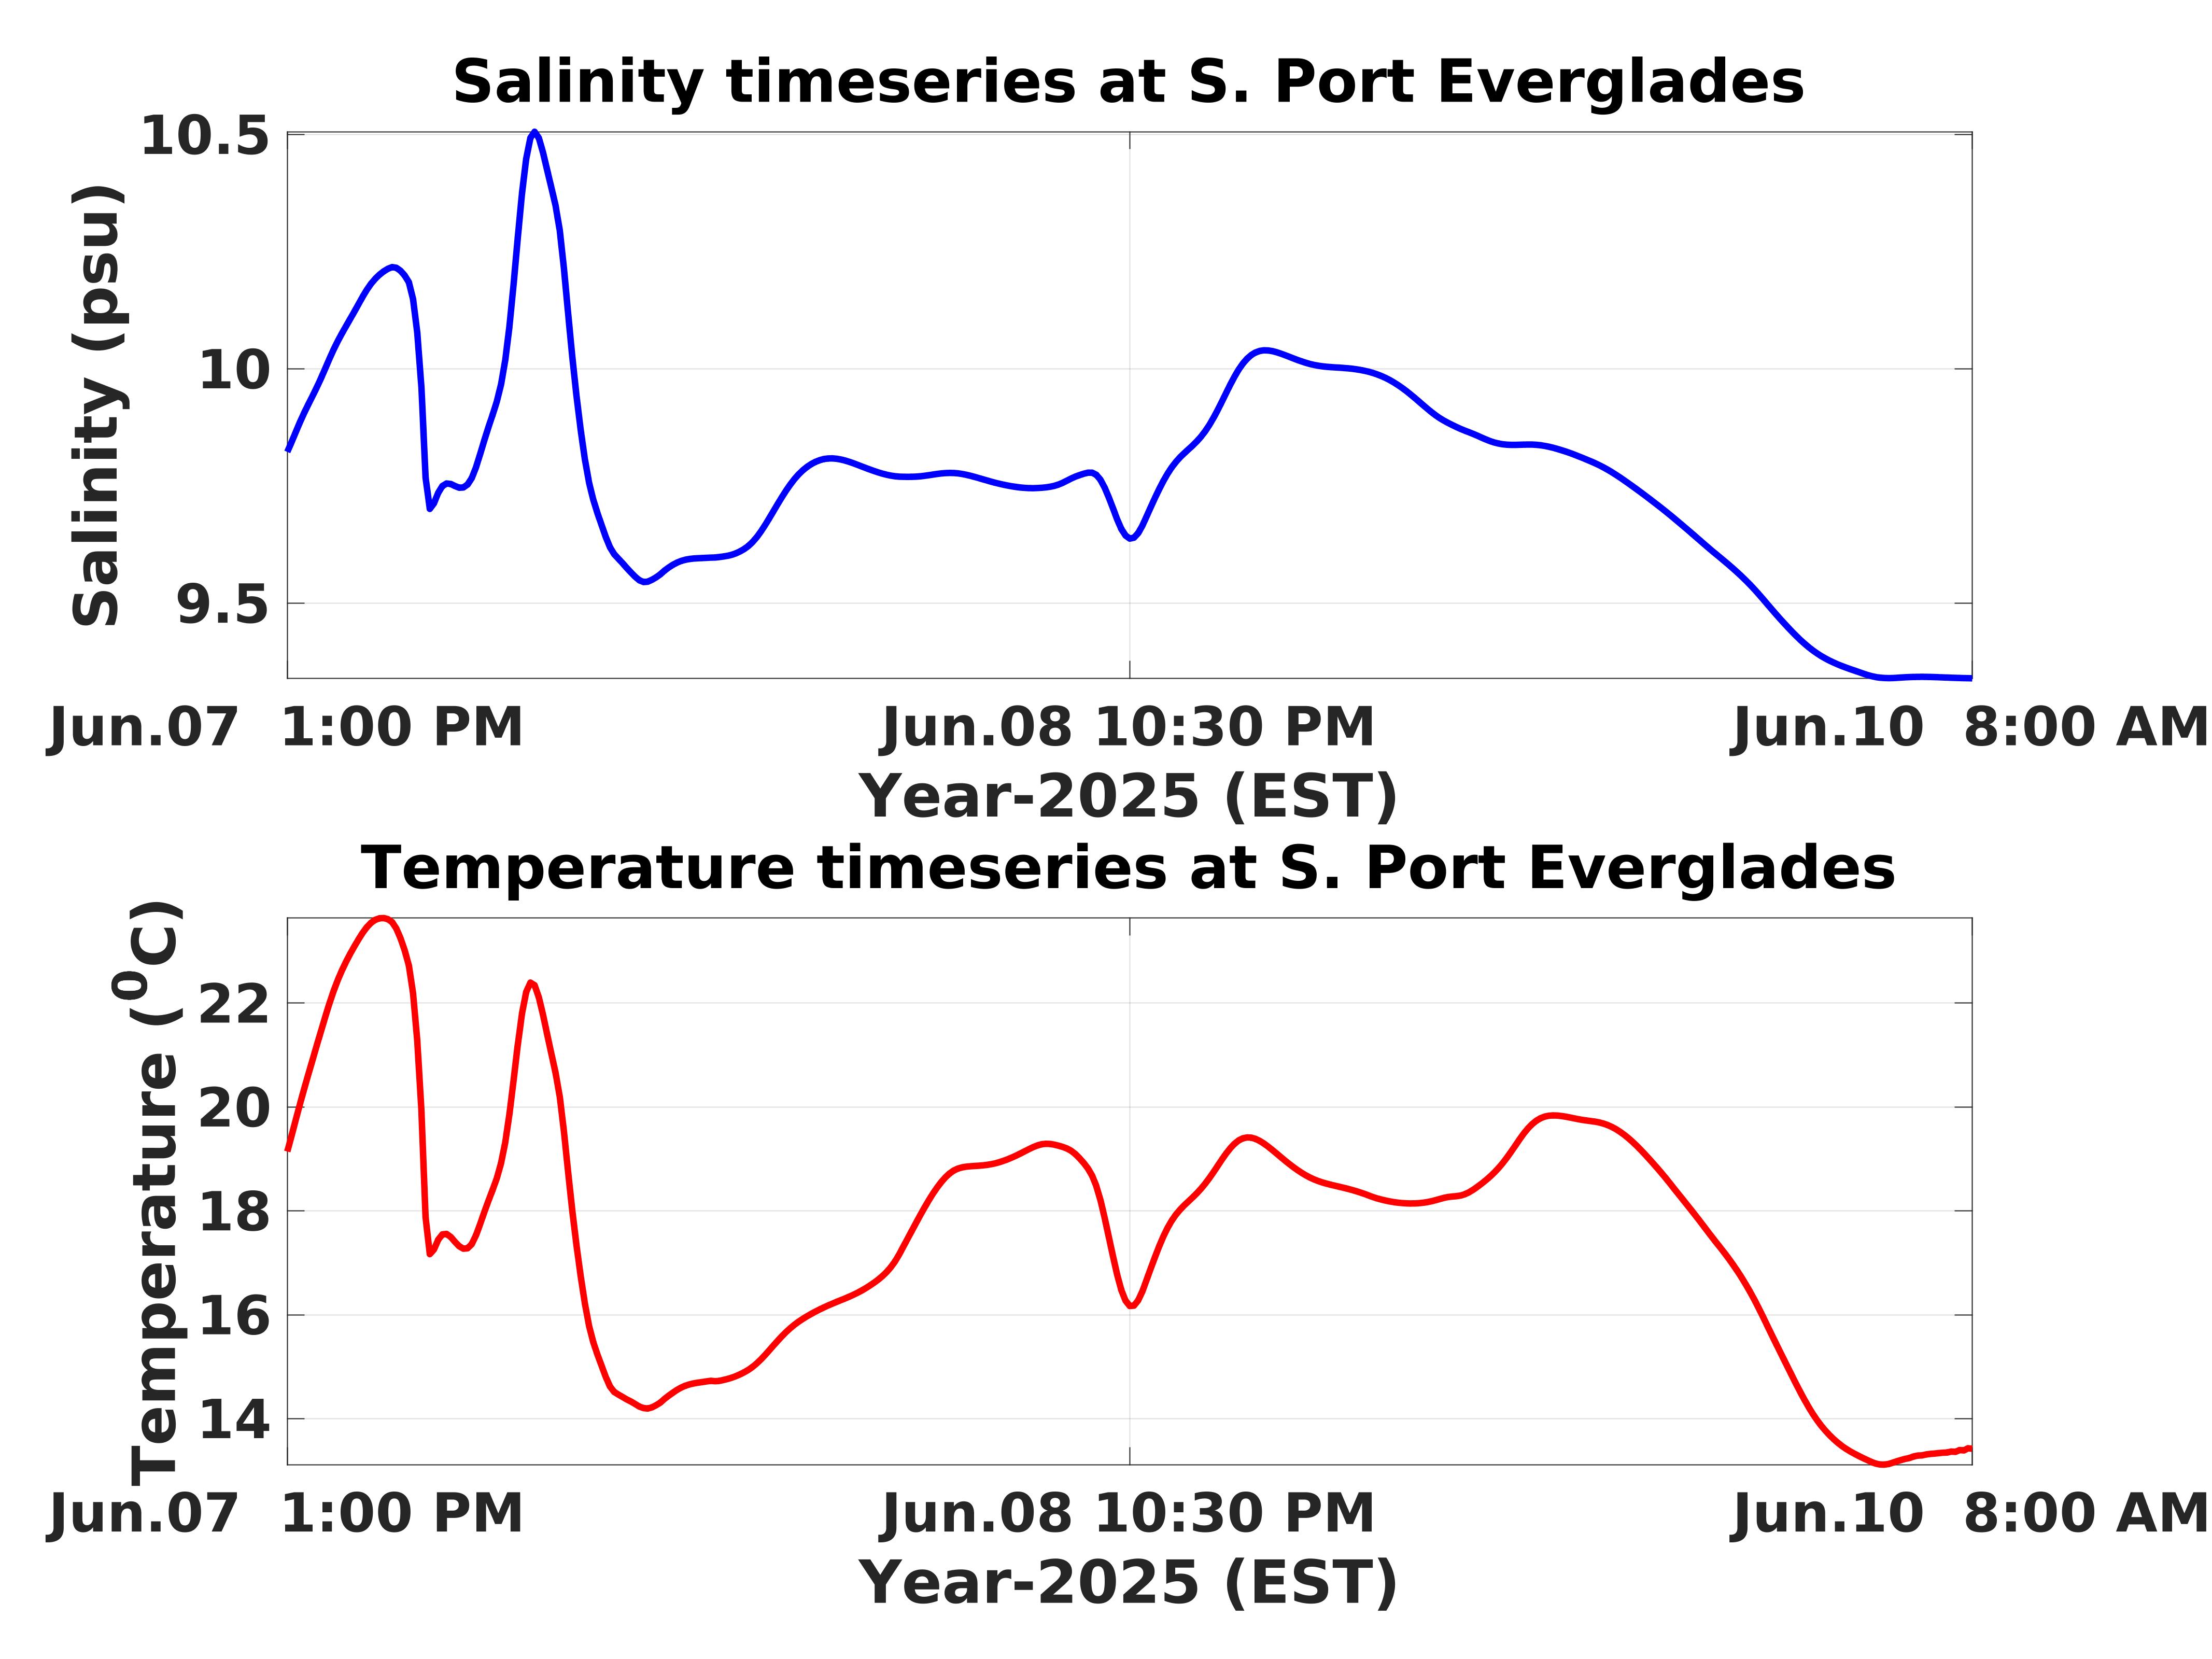 Salinity timeseries at S. Port Everglades
10.5
10
9.5
Salinity (psu)
Jun.07 1:00 PM
Jun.08 10:30 PM
Jun.10 8:00 AM
Year-2025 (EST)
Temperature timeseries at S. Port Everglades
22
20
18
16
14
Temperature (⁰C)
Jun.07 1:00 PM
Jun.08 10:30 PM
Jun.10 8:00 AM
Year-2025 (EST)